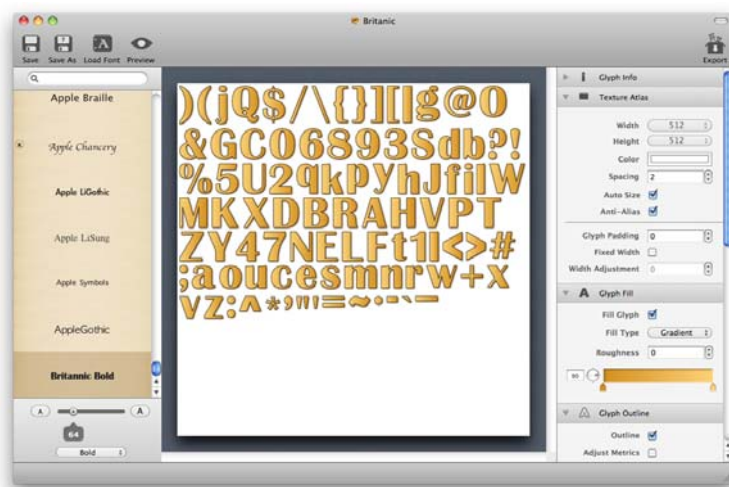 Britanic
Save Save As Load Font Preview Export
Apple Braille
Apple Chancery
Apple LiGothic
Apple LiSung
Apple Symbols
AppleGothic
Britannic Bold
A A
64
Bold
)(jQ$/\{}][|g@O
&GC06893Sdb?!
%5U2qkpyhJfilW
MKXDBRAHVPT
ZY47NELFt1I<>#
;aoucesmnrw+x
vz:^*,"'!=~.-`–
Glyph Info
Texture Atlas
Width 512
Height 512
Color
Spacing 2
Auto Size
Anti-Alias
Glyph Padding 0
Fixed Width
Width Adjustment 0
A Glyph Fill
Fill Glyph
Fill Type Gradient
Roughness 0
90
Glyph Outline
Outline
Adjust Metrics